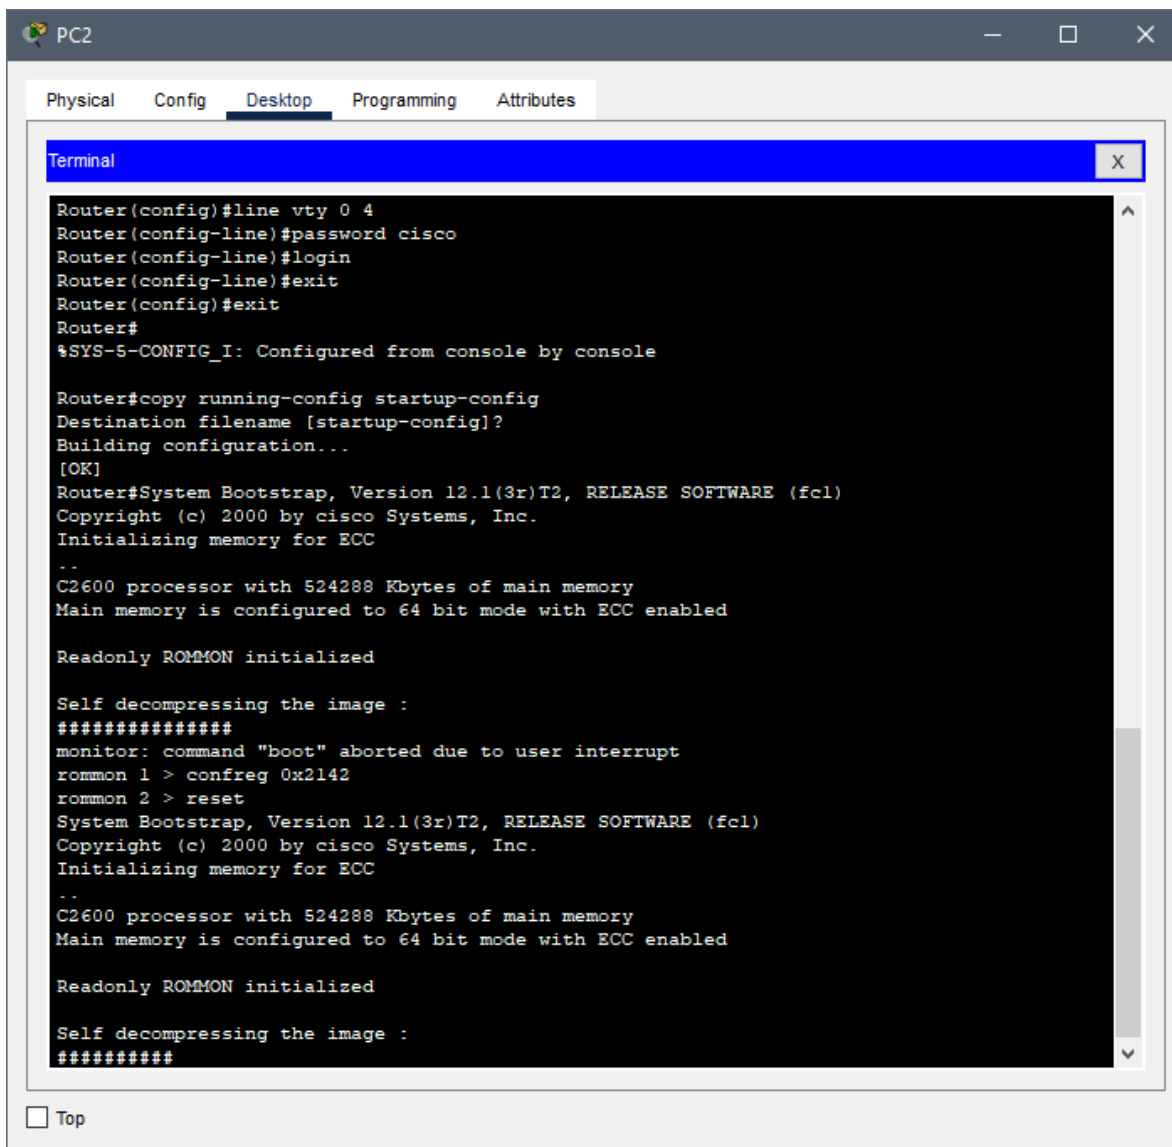 PC2
Physical Config Desktop Programming Attributes
Terminal
X
Router(config)#line vty 0 4
Router(config-line)#password cisco
Router(config-line)#login
Router(config-line)#exit
Router(config)#exit
Router#
%SYS-5-CONFIG_I: Configured from console by console
Router#copy running-config startup-config
Destination filename [startup-config]?
Building configuration...
[OK]
Router#System Bootstrap, Version 12.1(3r)T2, RELEASE SOFTWARE (fc1)
Copyright (c) 2000 by cisco Systems, Inc.
Initializing memory for ECC
..
C2600 processor with 524288 Kbytes of main memory
Main memory is configured to 64 bit mode with ECC enabled
Readonly ROMMON initialized
Self decompressing the image :
###############
monitor: command "boot" aborted due to user interrupt
rommon 1 > confreg 0x2142
rommon 2 > reset
System Bootstrap, Version 12.1(3r)T2, RELEASE SOFTWARE (fc1)
Copyright (c) 2000 by cisco Systems, Inc.
Initializing memory for ECC
..
C2600 processor with 524288 Kbytes of main memory
Main memory is configured to 64 bit mode with ECC enabled
Readonly ROMMON initialized
Self decompressing the image :
##########
Top